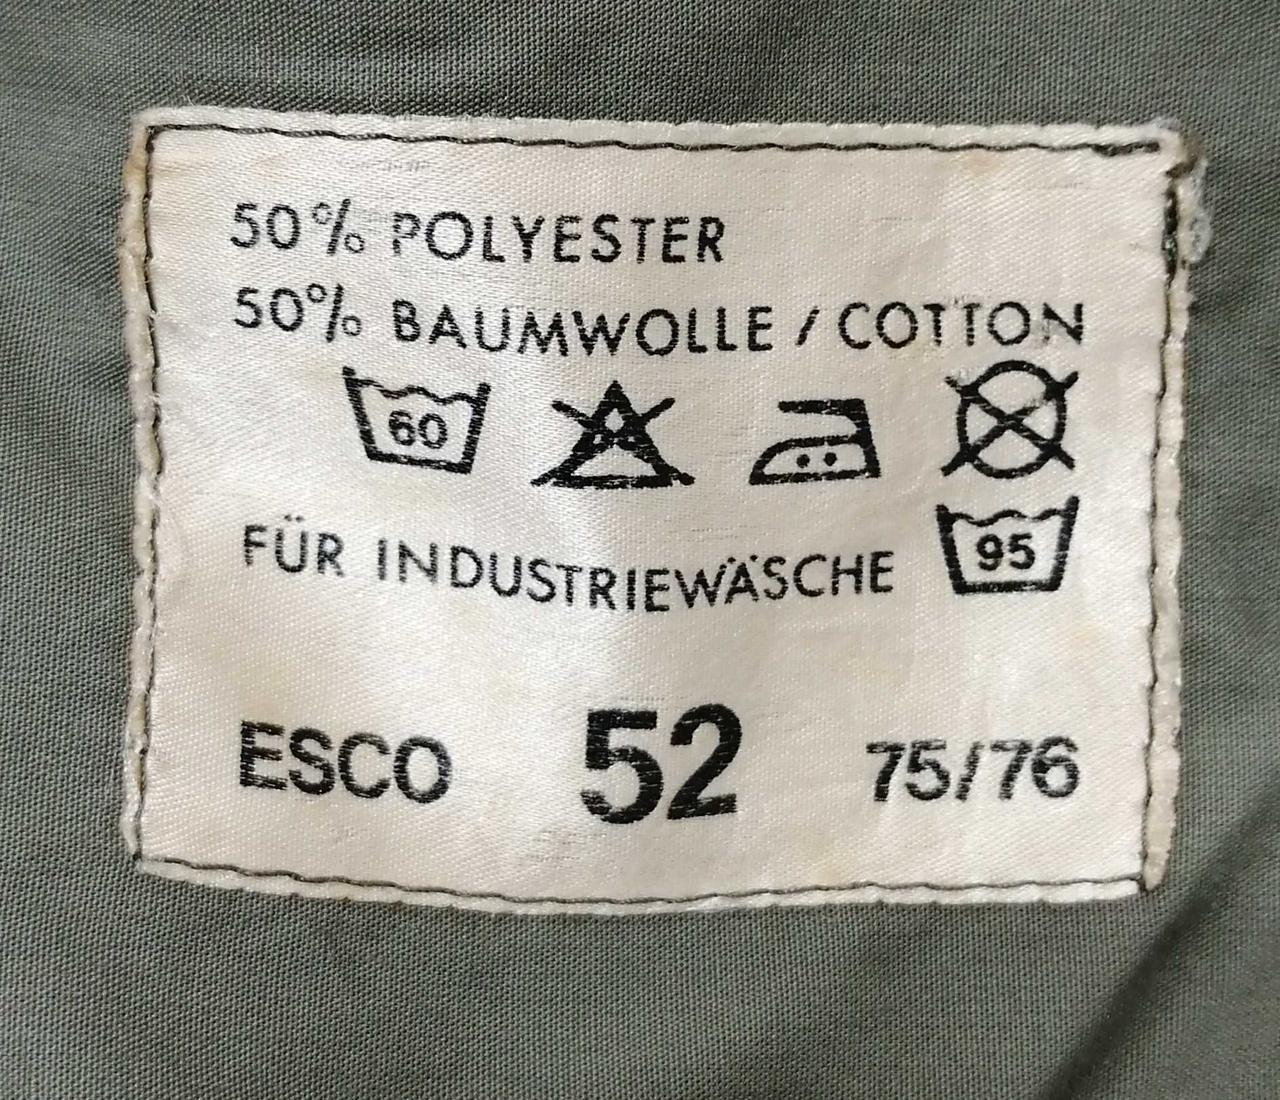 50% POLYESTER
50% BAUMWOLLE / COTTON
60
FÜR INDUSTRIEWÄSCHE 95
ESCO 52 75/76